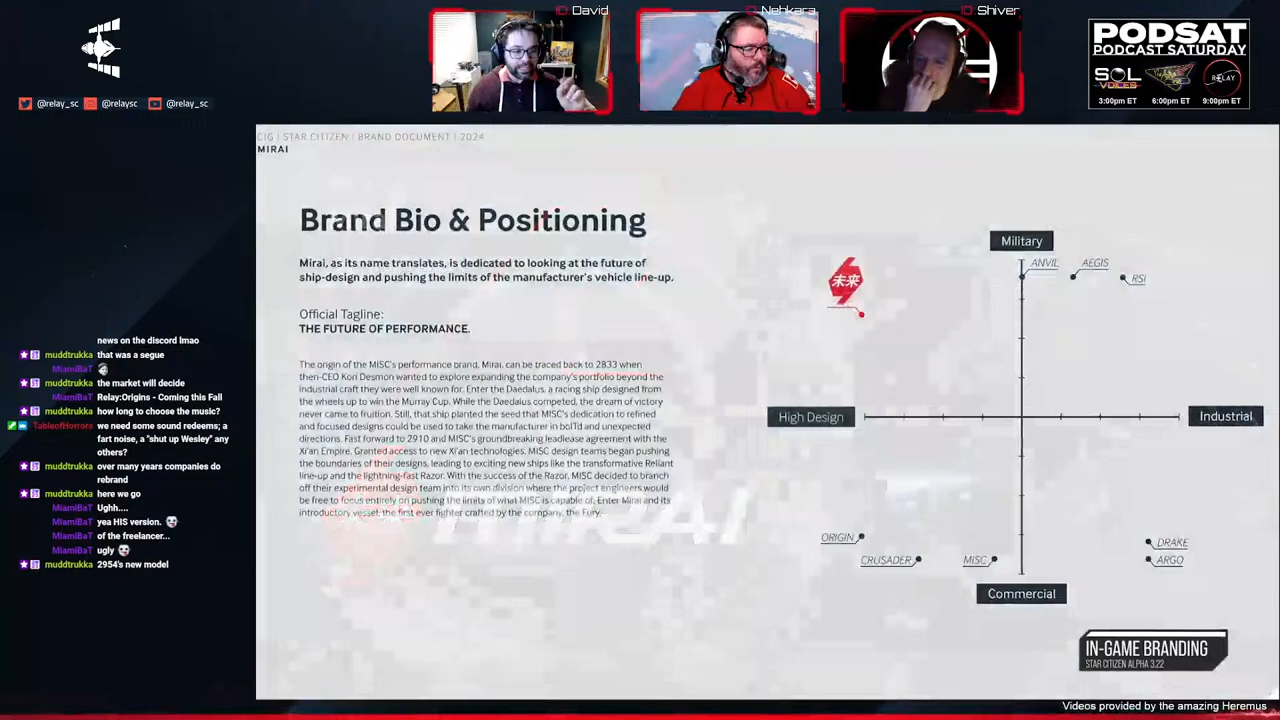 David
Nehkara
Shiver
@relay_sc
@relaysc
@relay_sc
PODSAT
PODCAST SATURDAY
SOL
VOICES
RELAY
3:00pm ET
6:00pm ET
9:00pm ET
CIG | STAR CITIZEN | BRAND DOCUMENT | 2024
MIRAI
Brand Bio & Positioning
Mirai, as its name translates, is dedicated to looking at the future of
ship-design and pushing the limits of the manufacturer's vehicle line-up.
Official Tagline:
THE FUTURE OF PERFORMANCE.
The origin of the MISC's performance brand, Mirai, can be traced back to 2833 when
then-CEO Kori Desmon wanted to explore expanding the company's portfolio beyond the
industrial craft they were well known for. Enter the Daedalus, a racing ship designed from
the wheels up to win the Murray Cup. While the Daedalus competed, the dream of victory
never came to fruition. Still, that ship planted the seed that MISC's dedication to refined
and focused designs could be used to take the manufacturer in bolTd and unexpected
directions. Fast forward to 2910 and MISC's groundbreaking leadlease agreement with the
Xi'an Empire. Granted access to new Xi'an technologies, MISC design teams began pushing
the boundaries of their designs, leading to exciting new ships like the transformative Reliant
line-up and the lightning-fast Razor. With the success of the Razor, MISC decided to branch
off their experimental design team into its own division where the project engineers would
be free to focus entirely on pushing the limits of what MISC is capable of. Enter Mirai and its
introductory vessel, the first ever fighter crafted by the company, the Fury.
MIRAI
未来
Military
ANVIL
AEGIS
RSI
High Design
Industrial
ORIGIN
CRUSADER
MISC
DRAKE
ARGO
Commercial
IN-GAME BRANDING
STAR CITIZEN ALPHA 3.22
news on the discord lmao
muddtrukka that was a segue
MiamiBaT
muddtrukka the market will decide
MiamiBaT Relay:Origins - Coming this Fall
muddtrukka how long to choose the music?
TableofHorrors we need some sound redeems; a
fart noise, a "shut up Wesley" any
others?
muddtrukka over many years companies do
rebrand
muddtrukka here we go
MiamiBaT Ughh....
MiamiBaT yea HIS version.
MiamiBaT of the freelancer...
MiamiBaT ugly
muddtrukka 2954's new model
Videos provided by the amazing Heremus